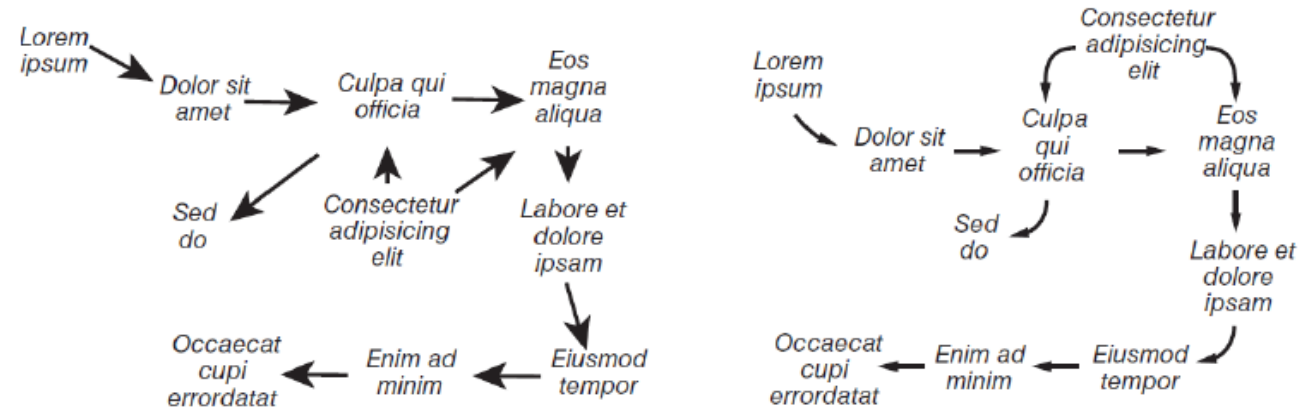 Lorem
ipsum
Dolor sit
amet
Culpa qui
officia
Eos
magna
aliqua
Sed
do
Consectetur
adipisicing
elit
Labore et
dolore
ipsam
Occaecat
cupi
errordatat
Enim ad
minim
Eiusmod
tempor
Consectetur
adipisicing
elit
Lorem
ipsum
Dolor sit
amet
Culpa
qui
officia
Eos
magna
aliqua
Sed
do
Labore et
dolore
ipsam
Occaecat
cupi
errordatat
Enim ad
minim
Eiusmod
tempor